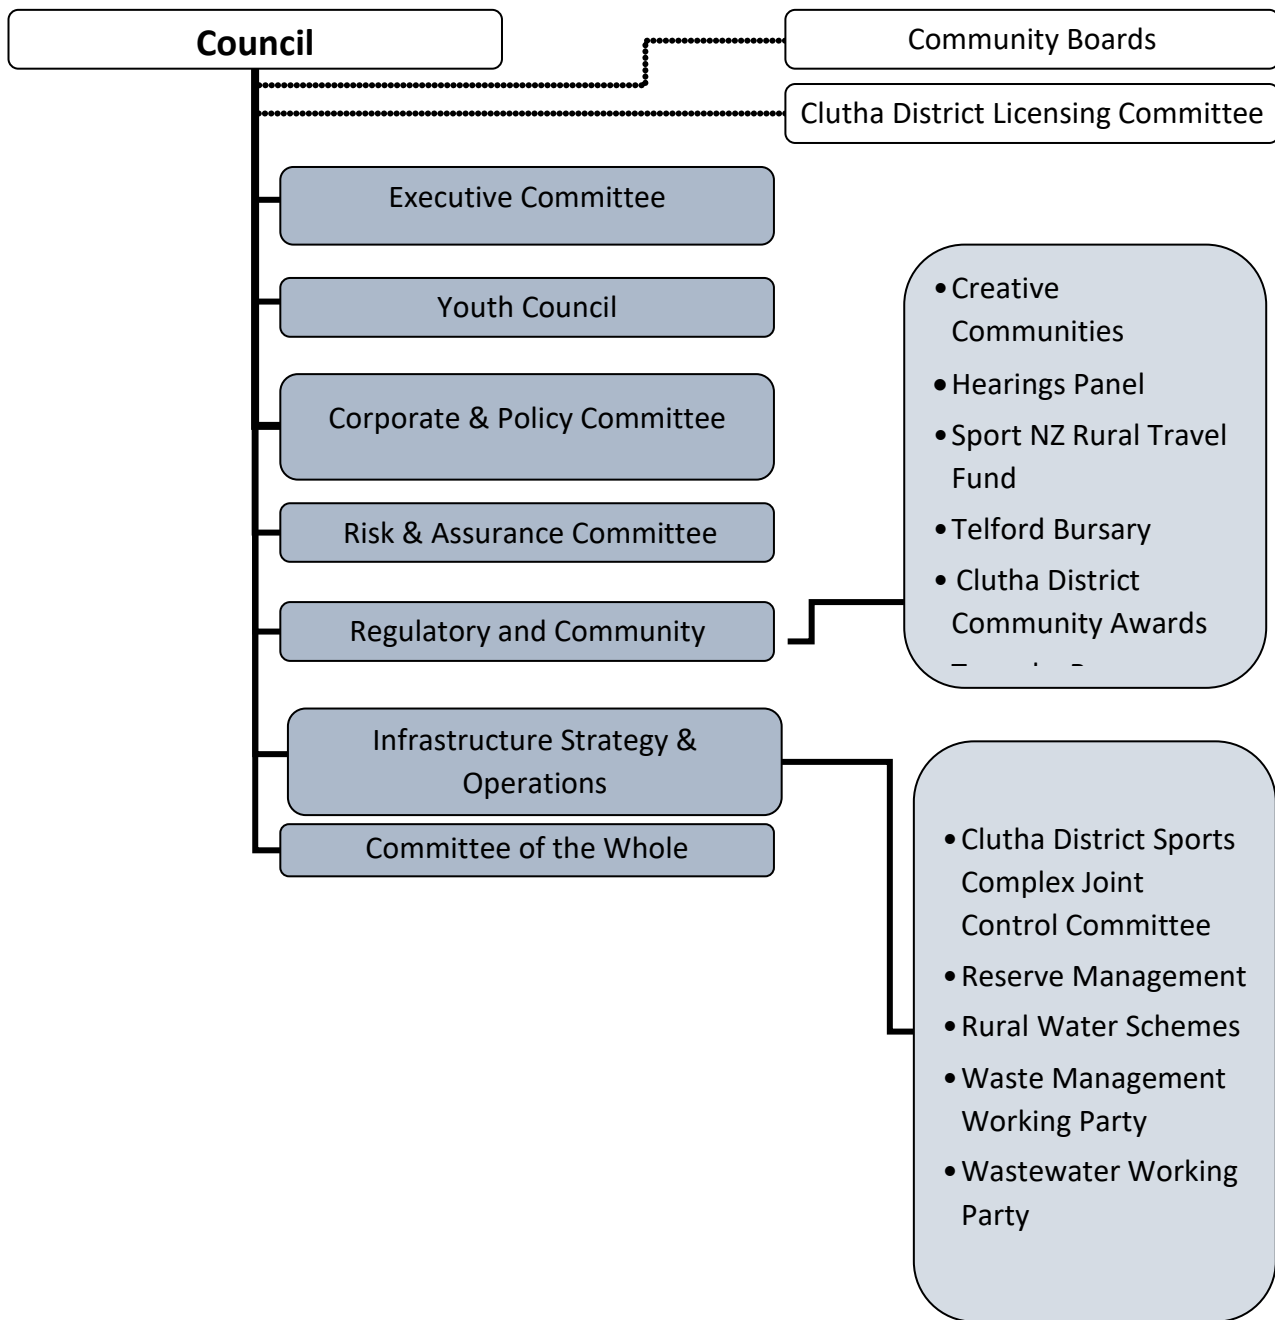 Council
Community Boards
Clutha District Licensing Committee
Executive Committee
Youth Council
Corporate & Policy Committee
Risk & Assurance Committee
Regulatory and Community
Infrastructure Strategy &
Operations
Committee of the Whole
• Creative
Communities
• Hearings Panel
• Sport NZ Rural Travel
Fund
• Telford Bursary
• Clutha District
Community Awards
• Clutha District Sports
Complex Joint
Control Committee
• Reserve Management
• Rural Water Schemes
• Waste Management
Working Party
• Wastewater Working
Party